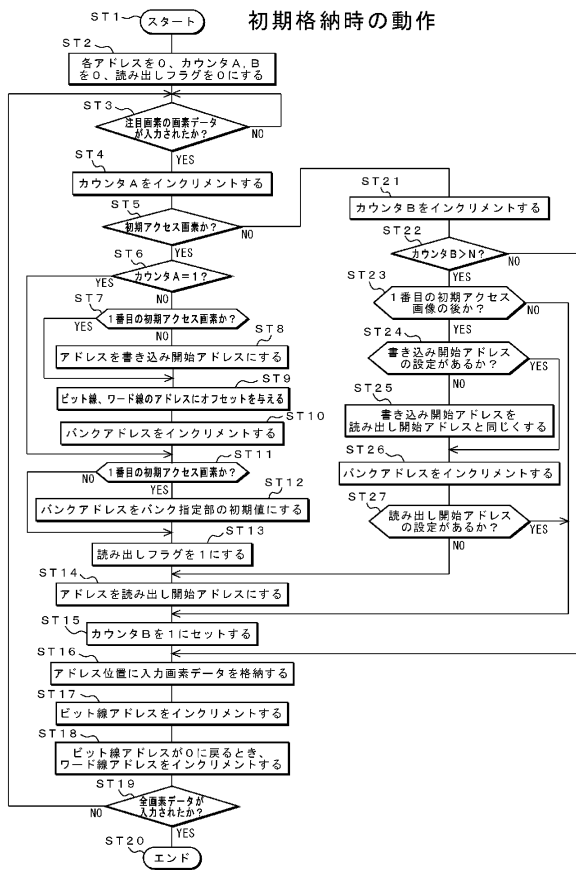 初期格納時の動作
ST1
スタート
ST2
各アドレスを0、カウンタA,B
を0、読み出しフラグを0にする
ST3
注目画素の画素データ
が入力されたか?
NO
YES
ST4
カウンタAをインクリメントする
ST5
初期アクセス画素か?
NO
YES
ST6
カウンタA=1?
YES
NO
ST7
1番目の初期アクセス画素か?
YES
NO
ST8
アドレスを書き込み開始アドレスにする
ST9
ビット線、ワード線のアドレスにオフセットを与える
ST10
バンクアドレスをインクリメントする
ST11
1番目の初期アクセス画素か?
NO
YES
ST12
バンクアドレスをバンク指定部の初期値にする
ST13
読み出しフラグを1にする
ST14
アドレスを読み出し開始アドレスにする
ST15
カウンタBを1にセットする
ST16
アドレス位置に入力画素データを格納する
ST17
ビット線アドレスをインクリメントする
ST18
ビット線アドレスが0に戻るとき、
ワード線アドレスをインクリメントする
ST19
全画素データが
入力されたか?
NO
YES
ST20
エンド
ST21
カウンタBをインクリメントする
ST22
カウンタB>N?
NO
YES
ST23
1番目の初期アクセス
画像の後か?
NO
YES
ST24
書き込み開始アドレス
の設定があるか?
YES
NO
ST25
書き込み開始アドレスを
読み出し開始アドレスと同じくする
ST26
バンクアドレスをインクリメントする
ST27
読み出し開始アドレス
の設定があるか?
YES
NO